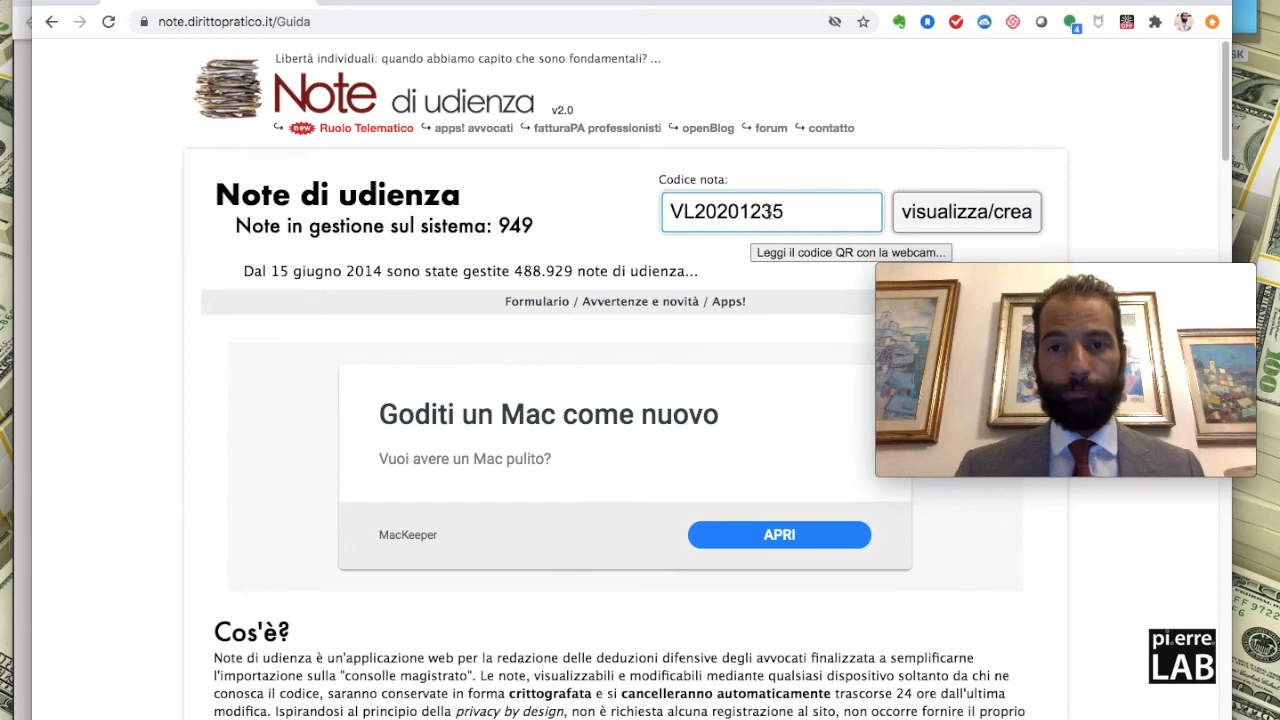 note.dirittopratico.it/Guida
4
OFF
SK
Libertà individuali: quando abbiamo capito che sono fondamentali? ...
Note di udienza v2.0
↪ new Ruolo Telematico ↪ apps! avvocati ↪ fatturaPA professionisti ↪ openBlog ↪ forum ↪ contatto
Note di udienza
Note in gestione sul sistema: 949
Codice nota:
VL20201235
visualizza/crea
Leggi il codice QR con la webcam...
Dal 15 giugno 2014 sono state gestite 488.929 note di udienza...
Formulario / Avvertenze e novità / Apps!
Goditi un Mac come nuovo
Vuoi avere un Mac pulito?
MacKeeper
APRI
Cos'è?
Note di udienza è un'applicazione web per la redazione delle deduzioni difensive degli avvocati finalizzata a semplificarne
l'importazione sulla "consolle magistrato". Le note, visualizzabili e modificabili mediante qualsiasi dispositivo soltanto da chi ne
conosca il codice, saranno conservate in forma crittografata e si cancelleranno automaticamente trascorse 24 ore dall'ultima
modifica. Ispirandosi al principio della privacy by design, non è richiesta alcuna registrazione al sito, non occorre fornire il proprio
pi.erre.
LAB